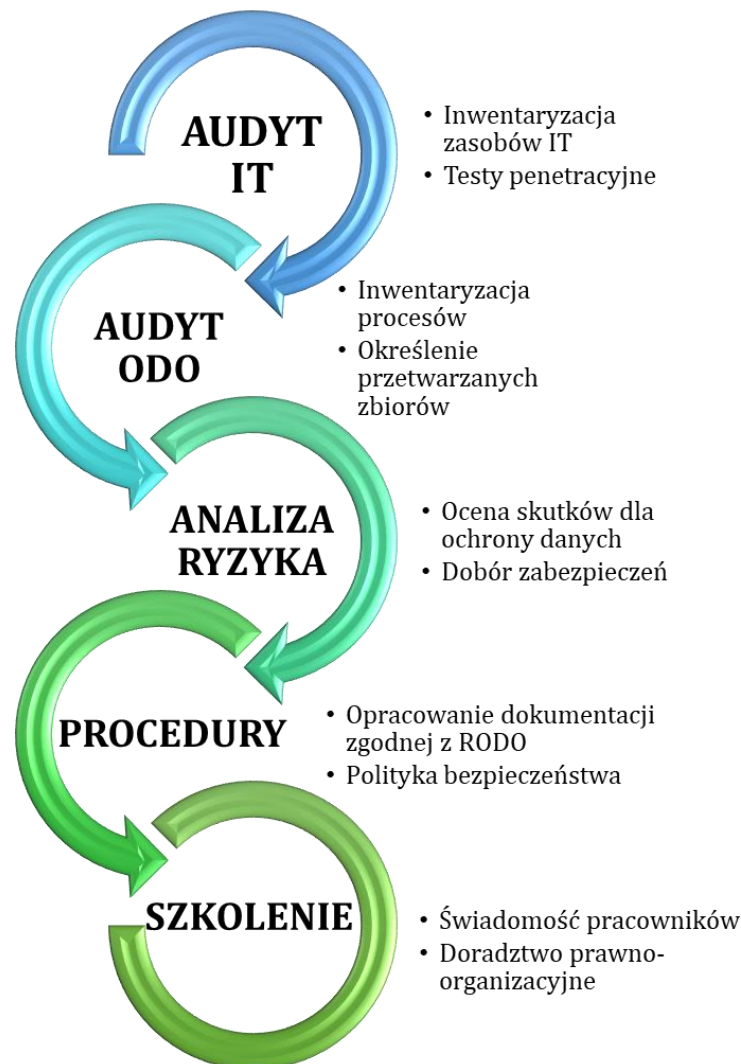 AUDYT
IT
• Inwentaryzacja
zasobów IT
• Testy penetracyjne
AUDYT
ODO
• Inwentaryzacja
procesów
• Określenie
przetwarzanych
zbiorów
ANALIZA
RYZYKA
• Ocena skutków dla
ochrony danych
• Dobór zabezpieczeń
PROCEDURY
• Opracowanie dokumentacji
zgodnej z RODO
• Polityka bezpieczeństwa
SZKOLENIE
• Świadomość pracowników
• Doradztwo prawno-
organizacyjne